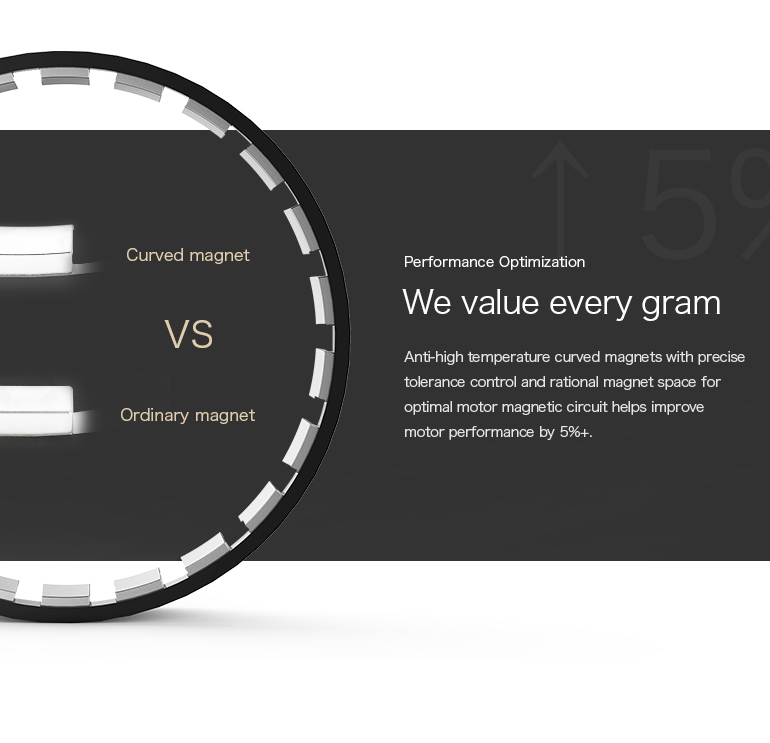 ↑ 5%
Curved magnet
VS
Ordinary magnet
Performance Optimization
We value every gram
Anti-high temperature curved magnets with precise
tolerance control and rational magnet space for
optimal motor magnetic circuit helps improve
motor performance by 5%+.